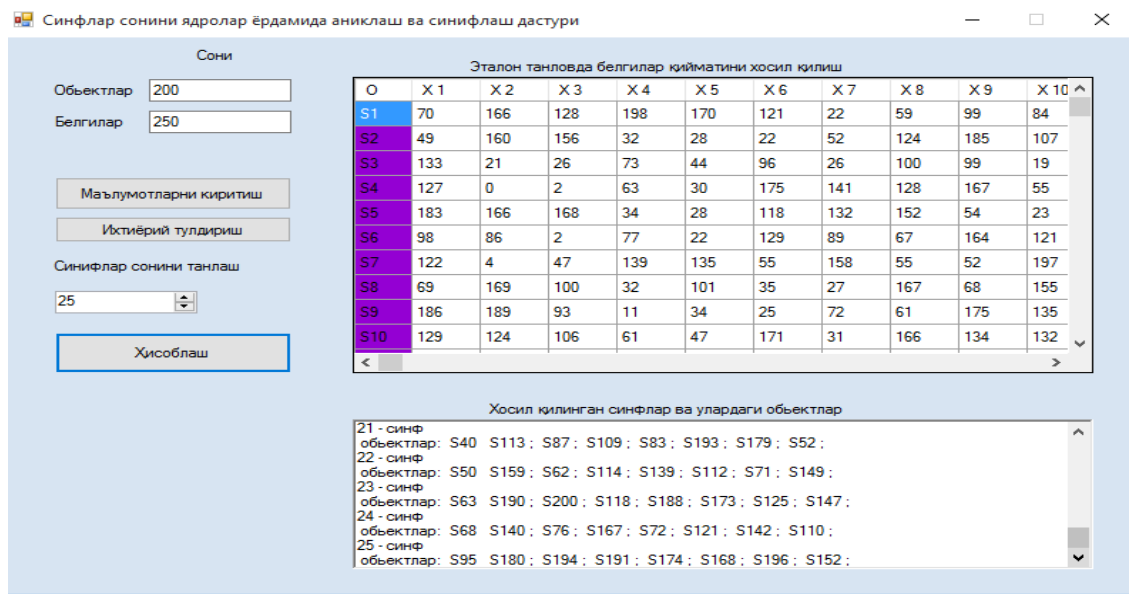 Синфлар сонини ядролар ёрдамида аниклаш ва синифлаш дастури
Сони
Обьектлар 200
Белгилар 250
Маълумотларни киритиш
Ихтиёрий тулдириш
Синифлар сонини танлаш
25
Ҳисоблаш
Эталон танловда белгилар қийматини хосил қилиш
O X 1 X 2 X 3 X 4 X 5 X 6 X 7 X 8 X 9 X 10
S1 70 166 128 198 170 121 22 59 99 84
S2 49 160 156 32 28 22 52 124 185 107
S3 133 21 26 73 44 96 26 100 99 19
S4 127 0 2 63 30 175 141 128 167 55
S5 183 166 168 34 28 118 132 152 54 23
S6 98 86 2 77 22 129 89 67 164 121
S7 122 4 47 139 135 55 158 55 52 197
S8 69 169 100 32 101 35 27 167 68 155
S9 186 189 93 11 34 25 72 61 175 135
S10 129 124 106 61 47 171 31 166 134 132
Хосил қилинган синфлар ва улардаги обьектлар
21 - синф
обьектлар: S40 S113 ; S87 ; S109 ; S83 ; S193 ; S179 ; S52 ;
22 - синф
обьектлар: S50 S159 ; S62 ; S114 ; S139 ; S112 ; S71 ; S149 ;
23 - синф
обьектлар: S63 S190 ; S200 ; S118 ; S188 ; S173 ; S125 ; S147 ;
24 - синф
обьектлар: S68 S140 ; S76 ; S167 ; S72 ; S121 ; S142 ; S110 ;
25 - синф
обьектлар: S95 S180 ; S194 ; S191 ; S174 ; S168 ; S196 ; S152 ;